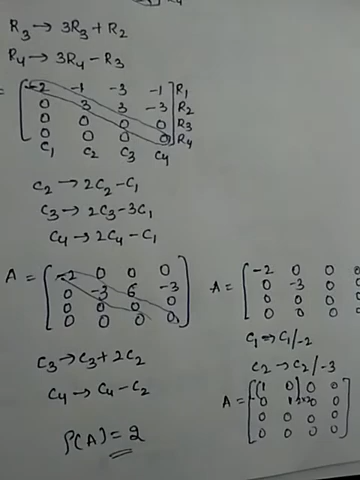 R₃ → 3R₃ + R₂
R₄ → 3R₄ - R₃
= [ -2 -1 -3 -1 ] R₁
0 3 3 -3 R₂
0 0 0 0 R₃
0 0 0 0 R₄
C₁ C₂ C₃ C₄
C₂ → 2C₂ - C₁
C₃ → 2C₃ - 3C₁
C₄ → 2C₄ - C₁
A = [ -2 0 0 0 ]
0 -3 6 -3
0 0 0 0
0 0 0 0
C₃ → C₃ + 2C₂
C₄ → C₄ - C₂
ρ(A) = 2
A = [ -2 0 0 0
0 -3 0 0
0 0 0 0
0 0 0 0
C₁ → C₁/-2
C₂ → C₂/-3
A = [ 1 0 0 0 ]
0 1 0 0
0 0 0 0
0 0 0 0